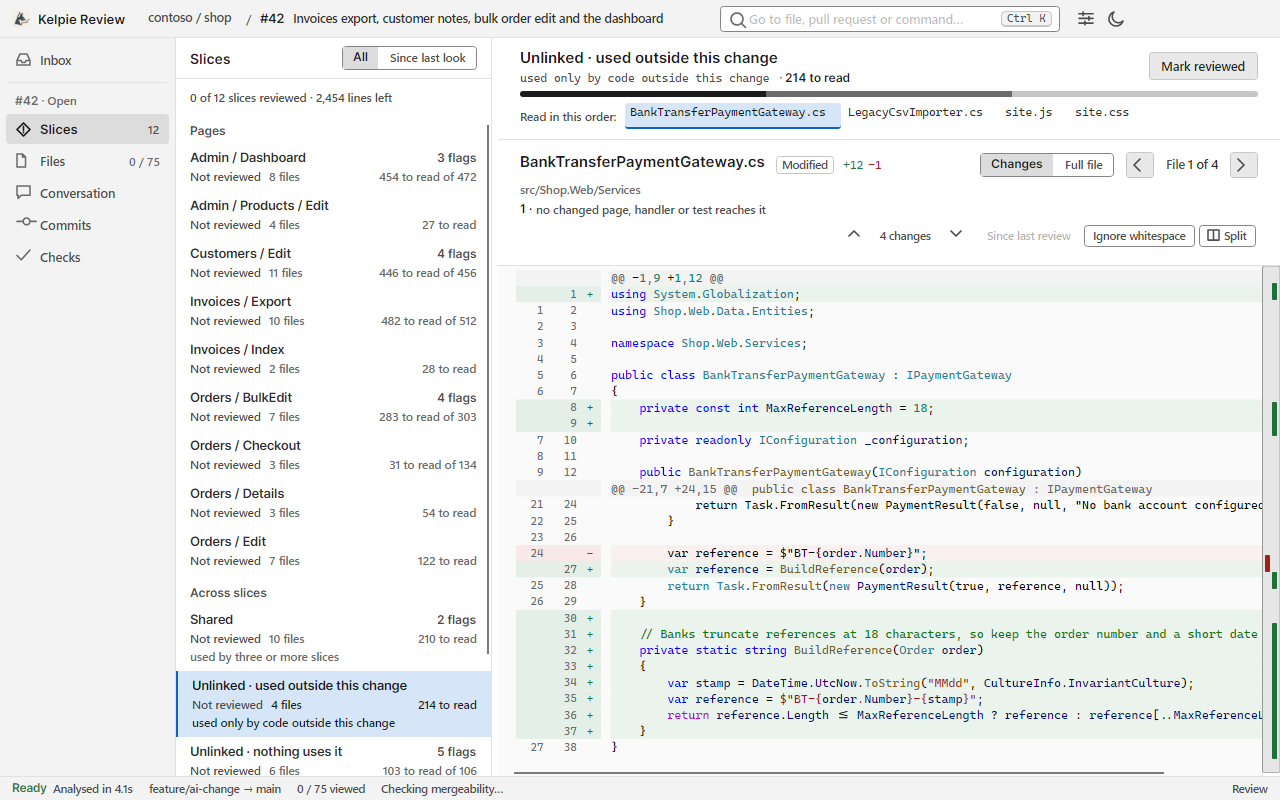 Kelpie Review
contoso / shop / #42 Invoices export, customer notes, bulk order edit and the dashboard
Go to file, pull request or command... Ctrl K
Inbox
#42 · Open
Slices 12
Files 0 / 75
Conversation
Commits
Checks
Slices
All Since last look
0 of 12 slices reviewed · 2,454 lines left
Pages
Admin / Dashboard 3 flags
Not reviewed 8 files 454 to read of 472
Admin / Products / Edit
Not reviewed 4 files 27 to read
Customers / Edit 4 flags
Not reviewed 11 files 446 to read of 456
Invoices / Export
Not reviewed 10 files 482 to read of 512
Invoices / Index
Not reviewed 2 files 28 to read
Orders / BulkEdit 4 flags
Not reviewed 7 files 283 to read of 303
Orders / Checkout
Not reviewed 3 files 31 to read of 134
Orders / Details
Not reviewed 3 files 54 to read
Orders / Edit
Not reviewed 7 files 122 to read
Across slices
Shared 2 flags
Not reviewed 10 files 210 to read
used by three or more slices
Unlinked · used outside this change
Not reviewed 4 files 214 to read
used only by code outside this change
Unlinked · nothing uses it 5 flags
Not reviewed 6 files 103 to read of 106
Unlinked · used outside this change
used only by code outside this change · 214 to read
Mark reviewed
Read in this order: BankTransferPaymentGateway.cs LegacyCsvImporter.cs site.js site.css
BankTransferPaymentGateway.cs Modified +12 −1
Changes Full file File 1 of 4
src/Shop.Web/Services
1 · no changed page, handler or test reaches it
4 changes Since last review Ignore whitespace Split
@@ −1,9 +1,12 @@
1 + using System.Globalization;
1 2 using Shop.Web.Data.Entities;
2 3
3 4 namespace Shop.Web.Services;
4 5
5 6 public class BankTransferPaymentGateway : IPaymentGateway
6 7 {
8 + private const int MaxReferenceLength = 18;
9 +
7 10 private readonly IConfiguration _configuration;
8 11
9 12 public BankTransferPaymentGateway(IConfiguration configuration)
@@ −21,7 +24,15 @@ public class BankTransferPaymentGateway : IPaymentGateway
21 24 return Task.FromResult(new PaymentResult(false, null, "No bank account configured
22 25 }
23 26
24 − var reference = $"BT-{order.Number}";
27 + var reference = BuildReference(order);
25 28 return Task.FromResult(new PaymentResult(true, reference, null));
26 29 }
30 +
31 + // Banks truncate references at 18 characters, so keep the order number and a short date
32 + private static string BuildReference(Order order)
33 + {
34 + var stamp = DateTime.UtcNow.ToString("MMdd", CultureInfo.InvariantCulture);
35 + var reference = $"BT-{order.Number}-{stamp}";
36 + return reference.Length <= MaxReferenceLength ? reference : reference[..MaxReferenceL
37 + }
27 38 }
Ready Analysed in 4.1s feature/ai-change → main 0 / 75 viewed Checking mergeability... Review